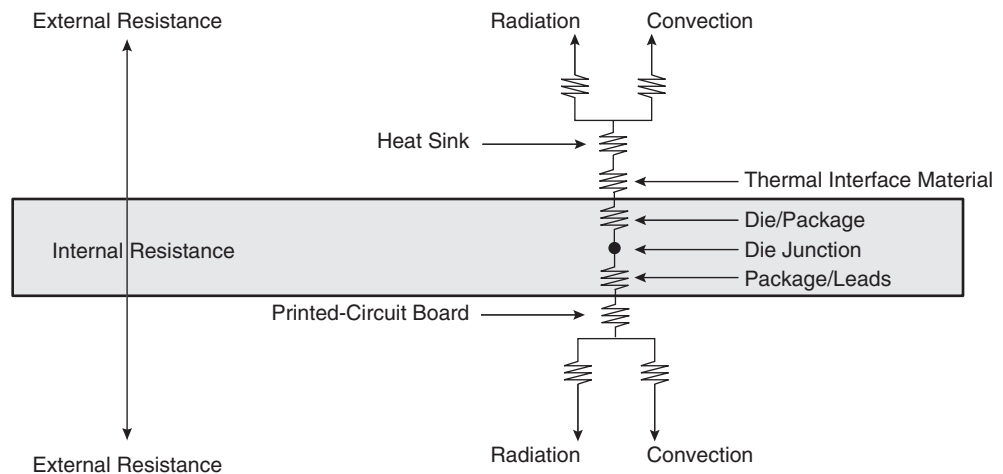 External Resistance
Radiation
Convection
Heat Sink
Thermal Interface Material
Die/Package
Internal Resistance
Die Junction
Package/Leads
Printed-Circuit Board
Radiation
Convection
External Resistance